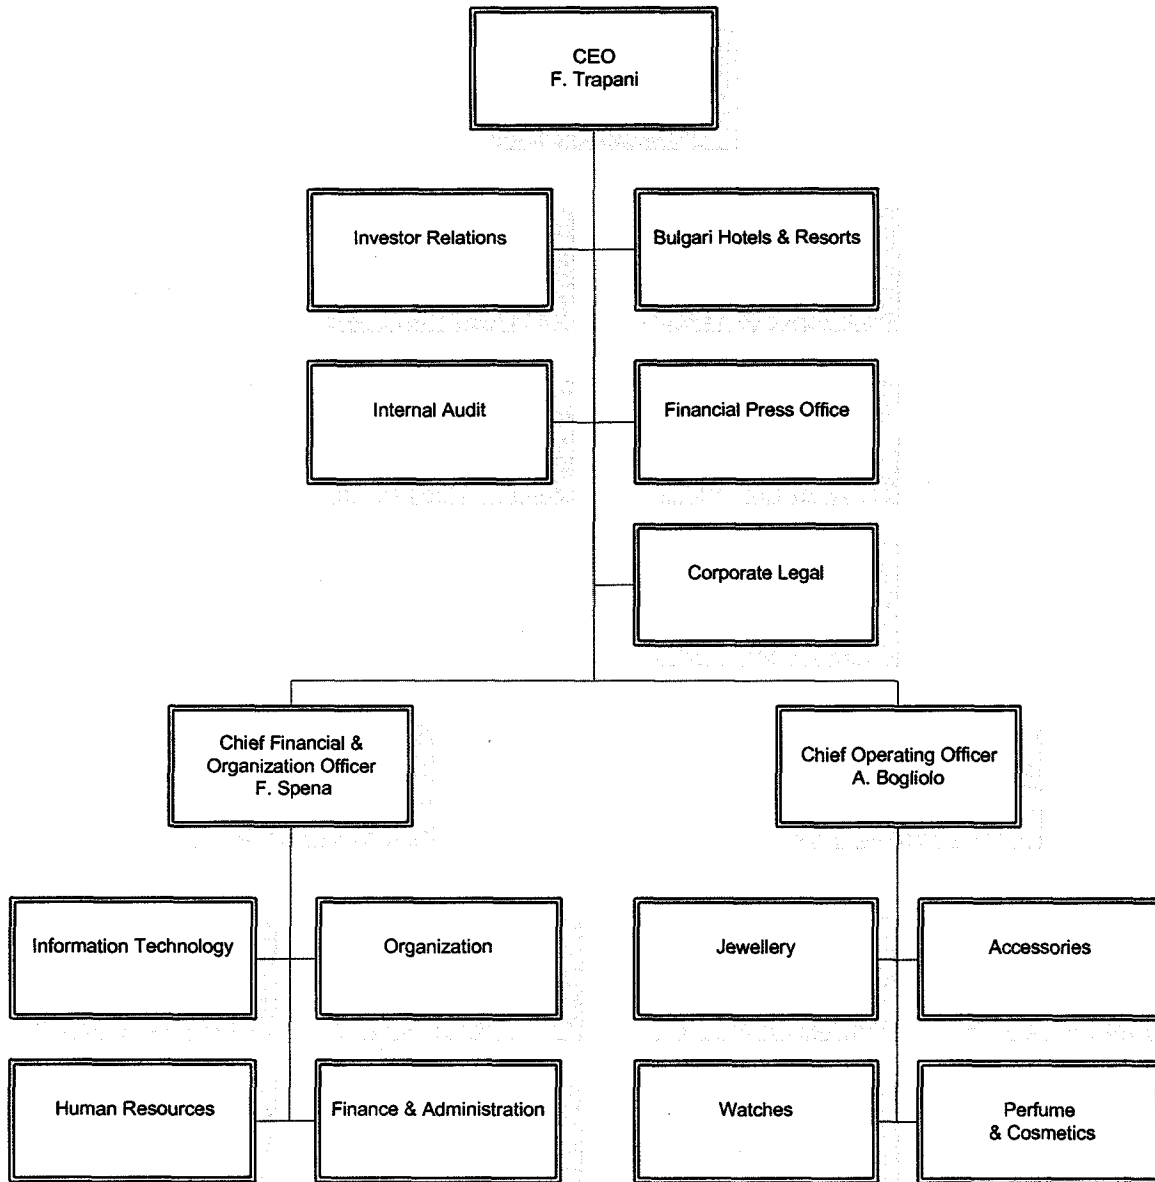 CEO
F. Trapani
Investor Relations
Bulgari Hotels & Resorts
Internal Audit
Financial Press Office
Corporate Legal
Chief Financial &
Organization Officer
F. Spena
Chief Operating Officer
A. Bogliolo
Information Technology
Organization
Jewellery
Accessories
Human Resources
Finance & Administration
Watches
Perfume
& Cosmetics